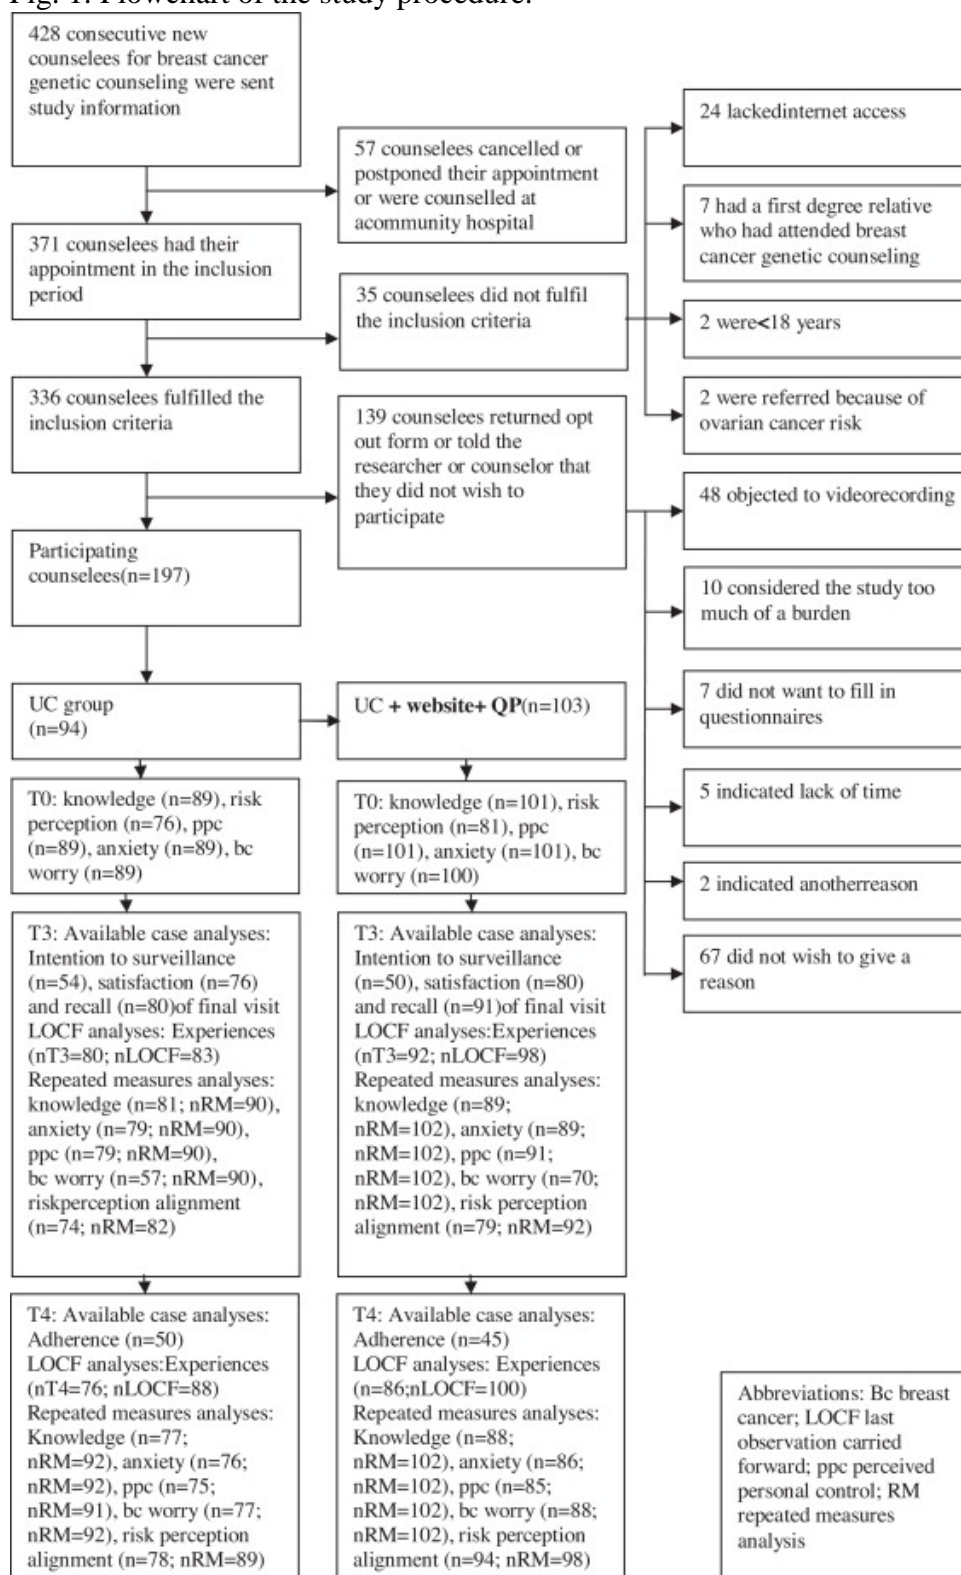 Fig. 1. Flowchart of the study procedure.
428 consecutive new
counselees for breast cancer
genetic counseling were sent
study information
57 counselees cancelled or
postponed their appointment
or were counselled at
acommunity hospital
371 counselees had their
appointment in the inclusion
period
35 counselees did not fulfil
the inclusion criteria
24 lackedinternet access
7 had a first degree relative
who had attended breast
cancer genetic counseling
2 were<18 years
2 were referred because of
ovarian cancer risk
336 counselees fulfilled the
inclusion criteria
139 counselees returned opt
out form or told the
researcher or counselor that
they did not wish to
participate
48 objected to videorecording
10 considered the study too
much of a burden
7 did not want to fill in
questionnaires
5 indicated lack of time
2 indicated anotherreason
67 did not wish to give a
reason
Participating
counselees(n=197)
UC group
(n=94)
UC + website+ QP(n=103)
T0: knowledge (n=89), risk
perception (n=76), ppc
(n=89), anxiety (n=89), bc
worry (n=89)
T0: knowledge (n=101), risk
perception (n=81), ppc
(n=101), anxiety (n=101), bc
worry (n=100)
T3: Available case analyses:
Intention to surveillance
(n=54), satisfaction (n=76)
and recall (n=80)of final visit
LOCF analyses: Experiences
(nT3=80; nLOCF=83)
Repeated measures analyses:
knowledge (n=81; nRM=90),
anxiety (n=79; nRM=90),
ppc (n=79; nRM=90),
bc worry (n=57; nRM=90),
riskperception alignment
(n=74; nRM=82)
T3: Available case analyses:
Intention to surveillance
(n=50), satisfaction (n=80)
and recall (n=91)of final visit
LOCF analyses:Experiences
(nT3=92; nLOCF=98)
Repeated measures analyses:
knowledge (n=89;
nRM=102), anxiety (n=89;
nRM=102), ppc (n=91;
nRM=102), bc worry (n=70;
nRM=102), risk perception
alignment (n=79; nRM=92)
T4: Available case analyses:
Adherence (n=50)
LOCF analyses:Experiences
(nT4=76; nLOCF=88)
Repeated measures analyses:
Knowledge (n=77;
nRM=92), anxiety (n=76;
nRM=92), ppc (n=75;
nRM=91), bc worry (n=77;
nRM=92), risk perception
alignment (n=78; nRM=89)
T4: Available case analyses:
Adherence (n=45)
LOCF analyses: Experiences
(n=86;nLOCF=100)
Repeated measures analyses:
Knowledge (n=88;
nRM=102), anxiety (n=86;
nRM=102), ppc (n=85;
nRM=102), bc worry (n=88;
nRM=102), risk perception
alignment (n=94; nRM=98)
Abbreviations: Bc breast
cancer; LOCF last
observation carried
forward; ppc perceived
personal control; RM
repeated measures
analysis